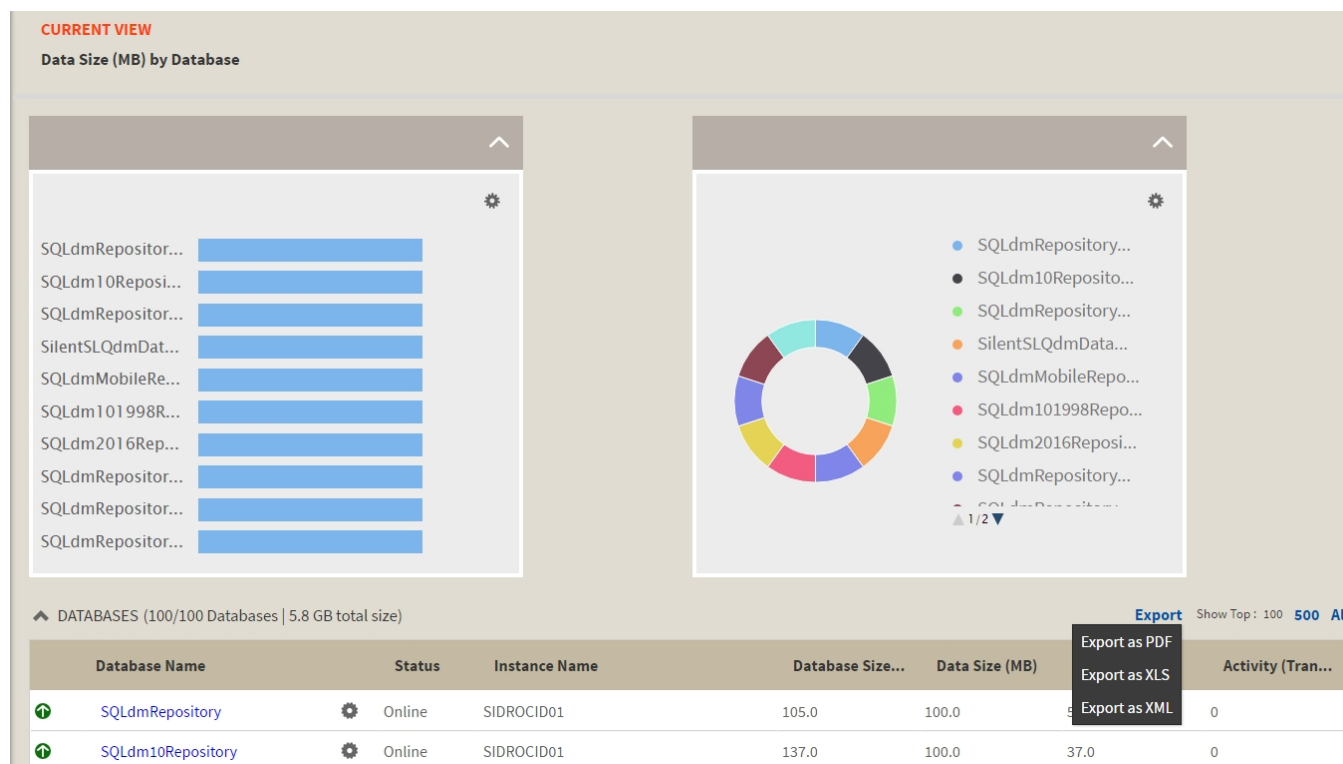 CURRENT VIEW
Data Size (MB) by Database
SQLdmRepositor...
SQLdm10Reposi...
SQLdmRepositor...
SilentSLQdmDat...
SQLdmMobileRe...
SQLdm101998R...
SQLdm2016Rep...
SQLdmRepositor...
SQLdmRepositor...
SQLdmRepositor...
SQLdmRepository...
SQLdm10Reposito...
SQLdmRepository...
SilentSLQdmData...
SQLdmMobileRepo...
SQLdm101998Repo...
SQLdm2016Reposi...
SQLdmRepository...
1/2
DATABASES (100/100 Databases | 5.8 GB total size)
Export Show Top: 100 500
Export as PDF
Export as XLS
Export as XML
Database Name Status Instance Name Database Size... Data Size (MB) Activity (Tran...
SQLdmRepository Online SIDROCID01 105.0 100.0 0
SQLdm10Repository Online SIDROCID01 137.0 100.0 37.0 0